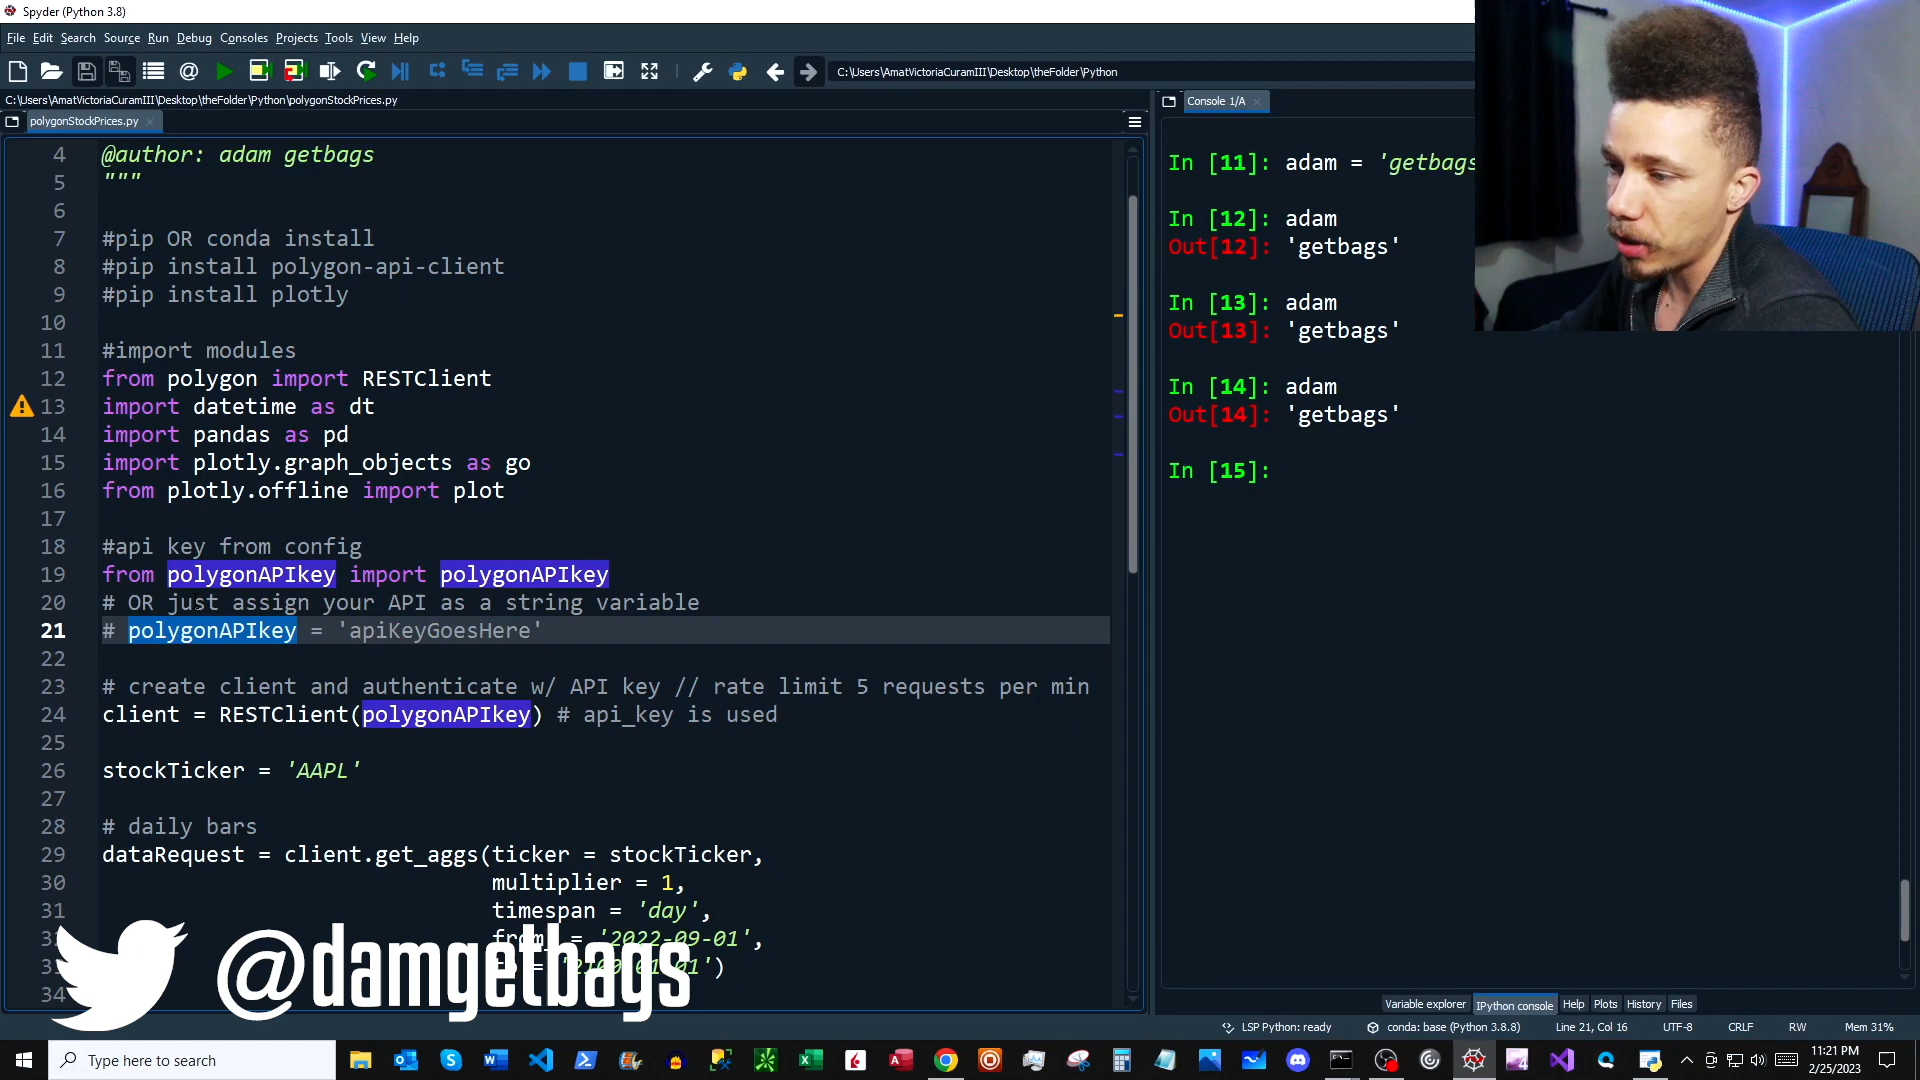 Spyder (Python 3.8)
File Edit Search Source Run Debug Consoles Projects Tools View Help
C:\Users\AmatVictoriaCuramIII\Desktop\theFolder\Python
C:\Users\AmatVictoriaCuramIII\Desktop\theFolder\Python\polygonStockPrices.py
polygonStockPrices.py
4 @author: adam getbags
5 """
6
7 #pip OR conda install
8 #pip install polygon-api-client
9 #pip install plotly
10
11 #import modules
12 from polygon import RESTClient
13 import datetime as dt
14 import pandas as pd
15 import plotly.graph_objects as go
16 from plotly.offline import plot
17
18 #api key from config
19 from polygonAPIkey import polygonAPIkey
20 # OR just assign your API as a string variable
21 # polygonAPIkey = 'apiKeyGoesHere'
22
23 # create client and authenticate w/ API key // rate limit 5 requests per min
24 client = RESTClient(polygonAPIkey) # api_key is used
25
26 stockTicker = 'AAPL'
27
28 # daily bars
29 dataRequest = client.get_aggs(ticker = stockTicker,
30 multiplier = 1,
31 timespan = 'day',
= '2022-09-01',
34
@damgetbags
Console 1/A
In [11]: adam = 'getbags
In [12]: adam
Out[12]: 'getbags'
In [13]: adam
Out[13]: 'getbags'
In [14]: adam
Out[14]: 'getbags'
In [15]:
Variable explorer IPython console Help Plots History Files
LSP Python: ready conda: base (Python 3.8.8) Line 21, Col 16 UTF-8 CRLF RW Mem 31%
Type here to search
11:21 PM
2/25/2023